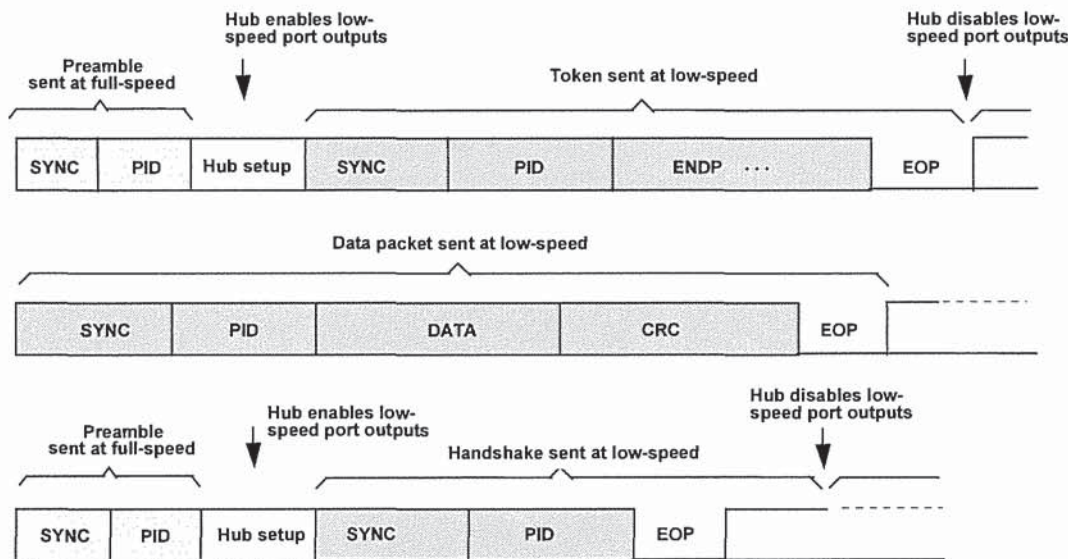 Hub enables low-
speed port outputs
Hub disables low-
speed port outputs
Preamble
sent at full-speed
Token sent at low-speed
SYNC PID Hub setup SYNC PID ENDP ··· EOP
Data packet sent at low-speed
SYNC PID DATA CRC EOP
Hub enables low-
speed port outputs
Hub disables low-
speed port outputs
Preamble
sent at full-speed
Handshake sent at low-speed
SYNC PID Hub setup SYNC PID EOP